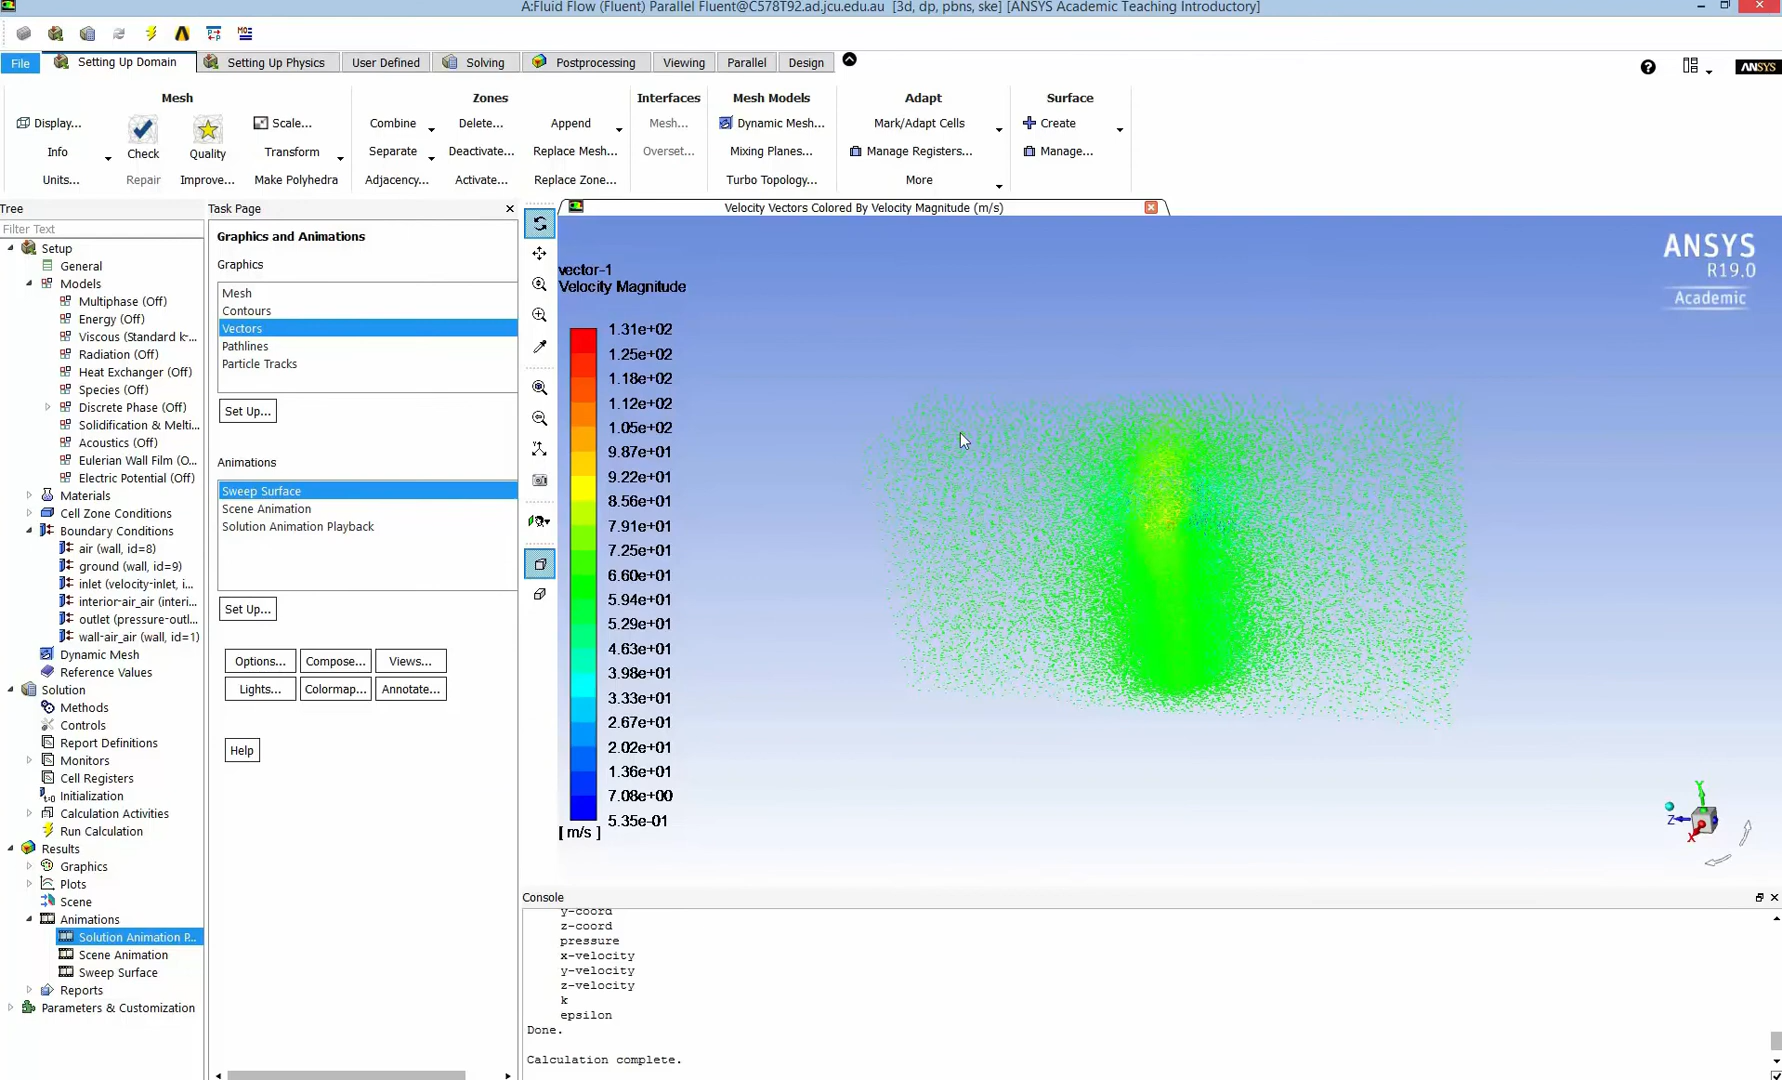 A:Fluid Flow (Fluent) Parallel Fluent@C578T92.ad.jcu.edu.au [3d, dp, pbns, ske] [ANSYS Academic Teaching Introductory]
File
Setting Up Domain
Setting Up Physics
User Defined
Solving
Postprocessing
Viewing
Parallel
Design
ANSYS
Mesh
Zones
Interfaces
Mesh Models
Adapt
Surface
Display...
Info
Units...
Check
Repair
Quality
Improve...
Scale...
Transform
Make Polyhedra
Combine
Separate
Adjacency...
Delete...
Deactivate...
Activate...
Append
Replace Mesh...
Replace Zone...
Mesh...
Overset...
Dynamic Mesh...
Mixing Planes...
Turbo Topology...
Mark/Adapt Cells
Manage Registers...
More
Create
Manage...
Tree
Filter Text
Setup
General
Models
Multiphase (Off)
Energy (Off)
Viscous (Standard k-...
Radiation (Off)
Heat Exchanger (Off)
Species (Off)
Discrete Phase (Off)
Solidification & Melti...
Acoustics (Off)
Eulerian Wall Film (O...
Electric Potential (Off)
Materials
Cell Zone Conditions
Boundary Conditions
air (wall, id=8)
ground (wall, id=9)
inlet (velocity-inlet, i...
interior-air_air (interi...
outlet (pressure-outl...
wall-air_air (wall, id=1)
Dynamic Mesh
Reference Values
Solution
Methods
Controls
Report Definitions
Monitors
Cell Registers
Initialization
Calculation Activities
Run Calculation
Results
Graphics
Plots
Scene
Animations
Solution Animation P...
Scene Animation
Sweep Surface
Reports
Parameters & Customization
Task Page
Graphics and Animations
Graphics
Mesh
Contours
Vectors
Pathlines
Particle Tracks
Set Up...
Animations
Sweep Surface
Scene Animation
Solution Animation Playback
Set Up...
Options...
Compose...
Views...
Lights...
Colormap...
Annotate...
Help
Velocity Vectors Colored By Velocity Magnitude (m/s)
ANSYS
R19.0
Academic
vector-1
Velocity Magnitude
1.31e+02
1.25e+02
1.18e+02
1.12e+02
1.05e+02
9.87e+01
9.22e+01
8.56e+01
7.91e+01
7.25e+01
6.60e+01
5.94e+01
5.29e+01
4.63e+01
3.98e+01
3.33e+01
2.67e+01
2.02e+01
1.36e+01
7.08e+00
5.35e-01
[ m/s ]
Y
Z
X
Console
y-coord
z-coord
pressure
x-velocity
y-velocity
z-velocity
k
epsilon
Done.
Calculation complete.